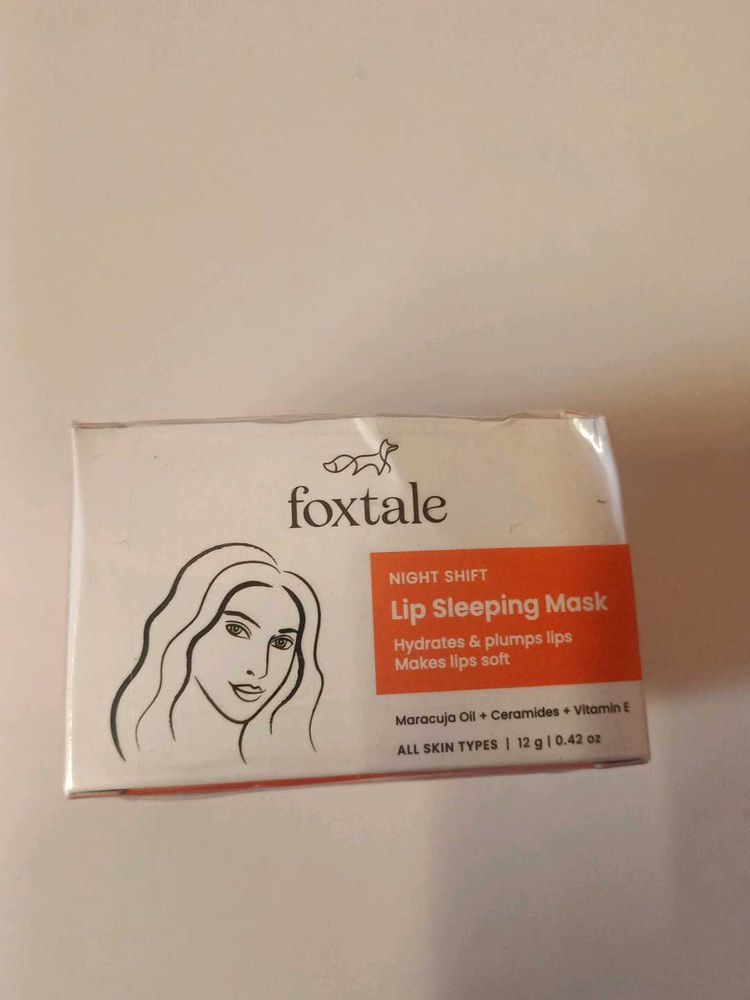 foxtale
NIGHT SHIFT
Lip Sleeping Mask
Hydrates & plumps lips
Makes lips soft
Maracuja Oil + Ceramides + Vitamin E
ALL SKIN TYPES | 12 g | 0.42 oz